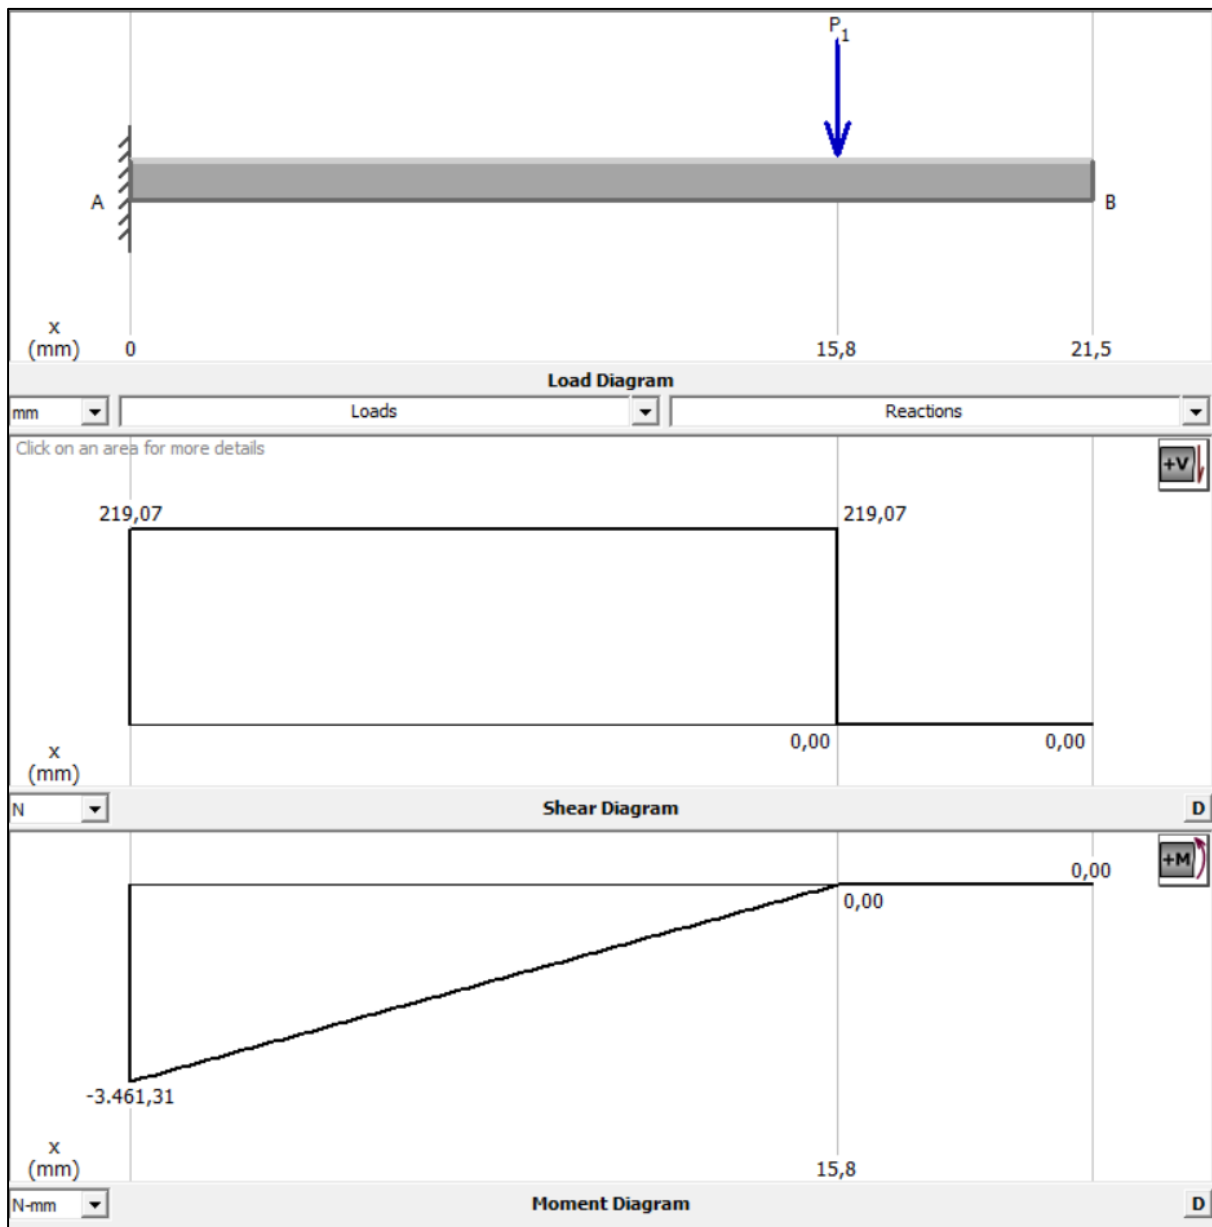 P1
A
B
x
(mm) 0 15,8 21,5
Load Diagram
mm Loads Reactions
Click on an area for more details
+V
219,07 219,07
0,00 0,00
x
(mm)
N Shear Diagram D
+M
0,00
0,00
-3.461,31
x
(mm) 15,8
N-mm Moment Diagram D